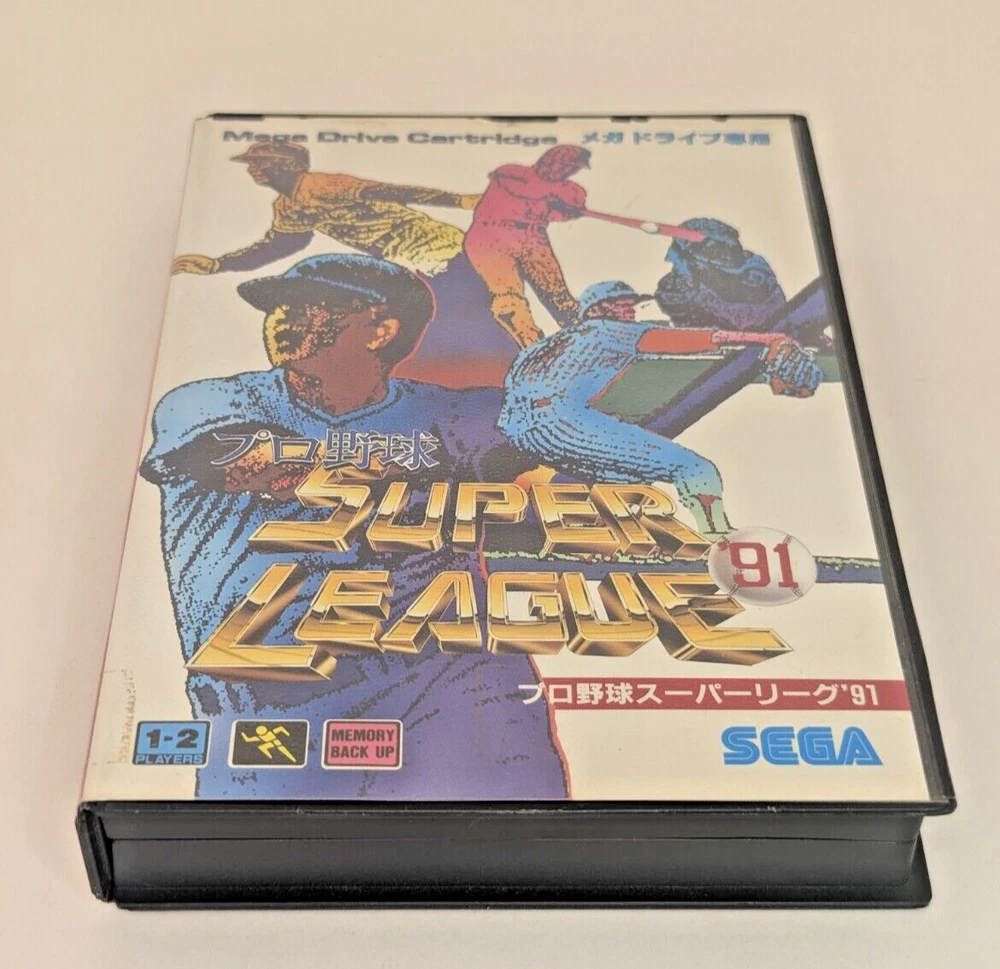 Mega Drive Cartridge メガドライブ専用
プロ野球
SUPER
LEAGUE
'91
プロ野球スーパーリーグ'91
1-2
PLAYERS
MEMORY
BACK UP
SEGA